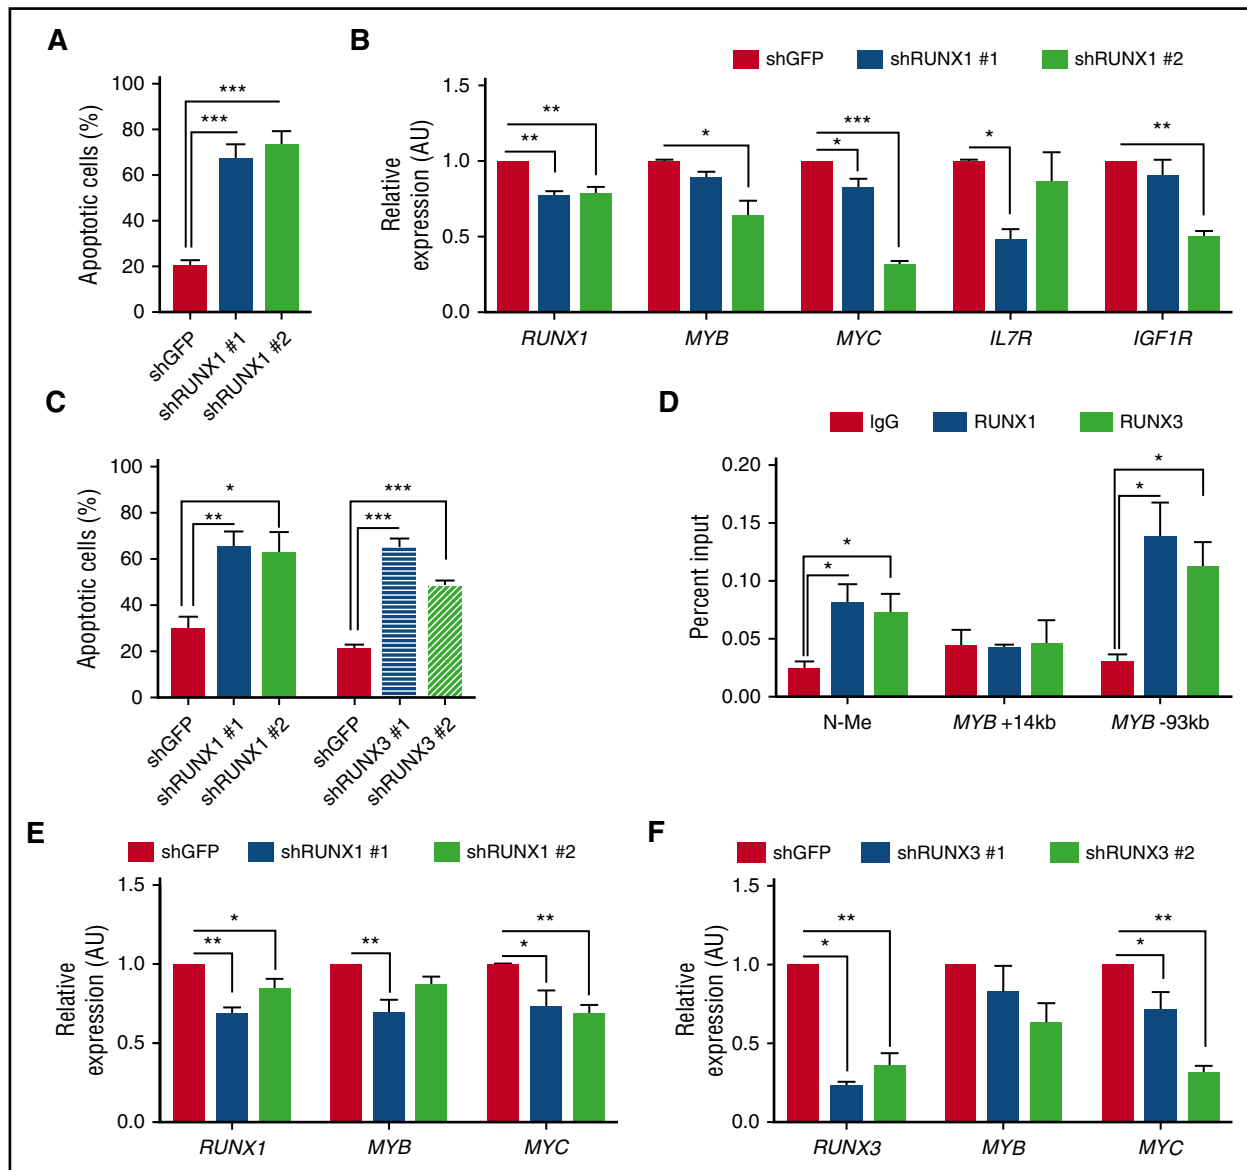 A
Apoptotic cells (%)
100
80
60
40
20
0
***
***
shGFP
shRUNX1 #1
shRUNX1 #2
B
shGFP
shRUNX1 #1
shRUNX1 #2
Relative
expression (AU)
1.5
1.0
0.5
0.0
**
**
*
***
*
*
**
RUNX1
MYB
MYC
IL7R
IGF1R
C
Apoptotic cells (%)
100
80
60
40
20
0
*
**
***
***
shGFP
shRUNX1 #1
shRUNX1 #2
shGFP
shRUNX3 #1
shRUNX3 #2
D
IgG
RUNX1
RUNX3
Percent input
0.20
0.15
0.10
0.05
0.00
*
*
*
*
N-Me
MYB +14kb
MYB -93kb
E
shGFP
shRUNX1 #1
shRUNX1 #2
Relative
expression (AU)
1.5
1.0
0.5
0.0
*
**
**
**
*
RUNX1
MYB
MYC
F
shGFP
shRUNX3 #1
shRUNX3 #2
Relative
expression (AU)
1.5
1.0
0.5
0.0
**
*
**
*
RUNX3
MYB
MYC